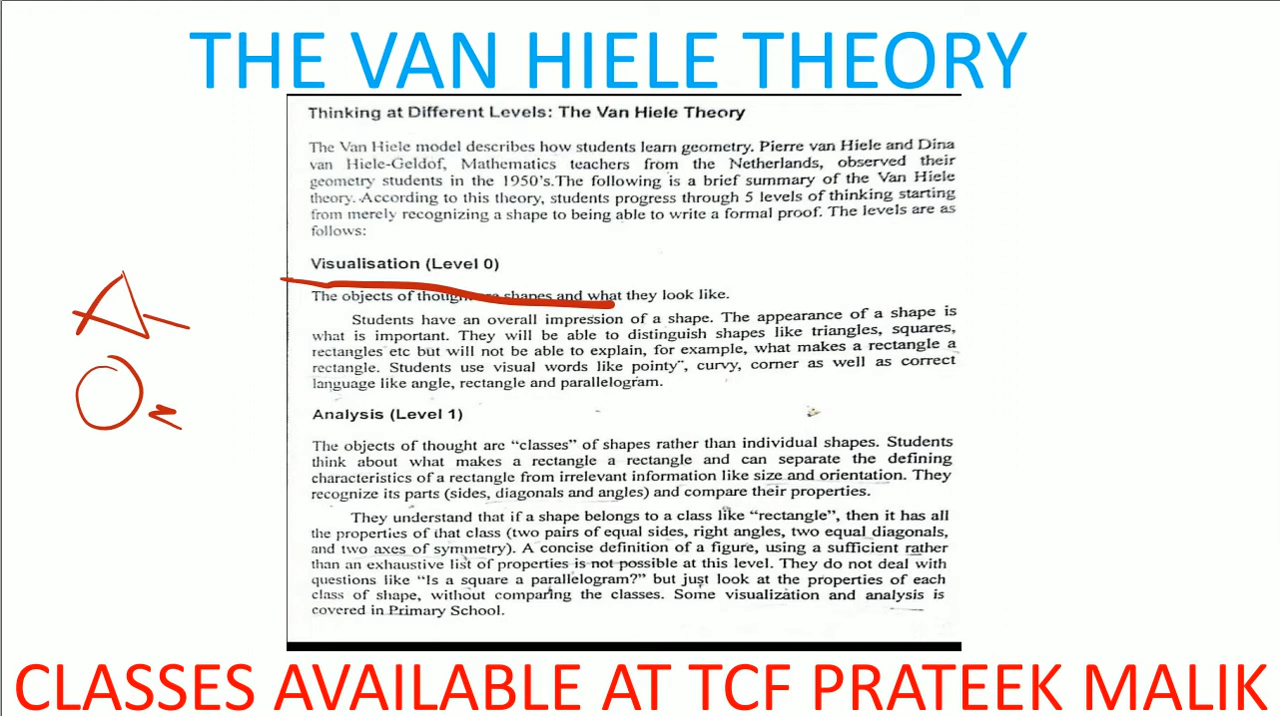 THE VAN HIELE THEORY
Thinking at Different Levels: The Van Hiele Theory
The Van Hiele model describes how students learn geometry. Pierre van Hiele and Dina
van Hiele-Geldof, Mathematics teachers from the Netherlands, observed their
geometry students in the 1950's.The following is a brief summary of the Van Hiele
theory. According to this theory, students progress through 5 levels of thinking starting
from merely recognizing a shape to being able to write a formal proof. The levels are as
follows:
Visualisation (Level 0)
The objects of thought are shapes and what they look like.
Students have an overall impression of a shape. The appearance of a shape is
what is important. They will be able to distinguish shapes like triangles, squares,
rectangles etc but will not be able to explain, for example, what makes a rectangle a
rectangle. Students use visual words like pointy", curvy, corner as well as correct
language like angle, rectangle and parallelogram.
Analysis (Level 1)
The objects of thought are "classes" of shapes rather than individual shapes. Students
think about what makes a rectangle a rectangle and can separate the defining
characteristics of a rectangle from irrelevant information like size and orientation. They
recognize its parts (sides, diagonals and angles) and compare their properties.
They understand that if a shape belongs to a class like "rectangle", then it has all
the properties of that class (two pairs of equal sides, right angles, two equal diagonals,
and two axes of symmetry). A concise definition of a figure, using a sufficient rather
than an exhaustive list of properties is not possible at this level. They do not deal with
questions like "Is a square a parallelogram?" but just look at the properties of each
class of shape, without comparing the classes. Some visualization and analysis is
covered in Primary School.
CLASSES AVAILABLE AT TCF PRATEEK MALIK